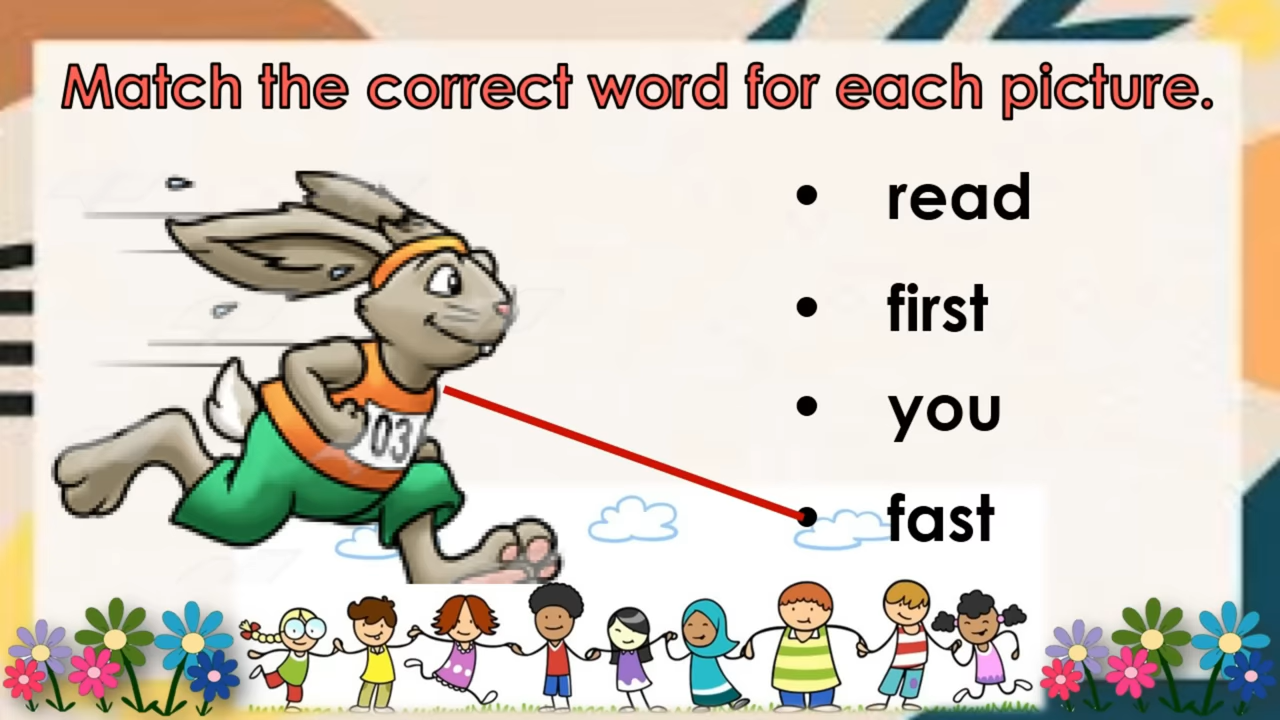 Match the correct word for each picture.
• read
• first
• you
• fast
03